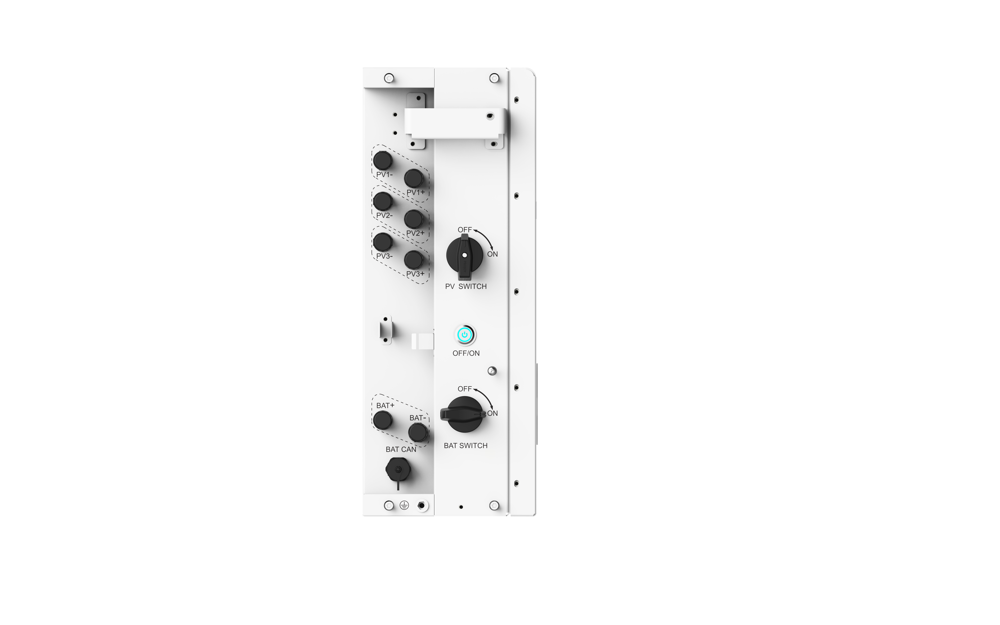 PV1-
PV1+
PV2-
PV2+
PV3-
PV3+
OFF
ON
PV SWITCH
OFF/ON
OFF
ON
BAT SWITCH
BAT+
BAT-
BAT CAN